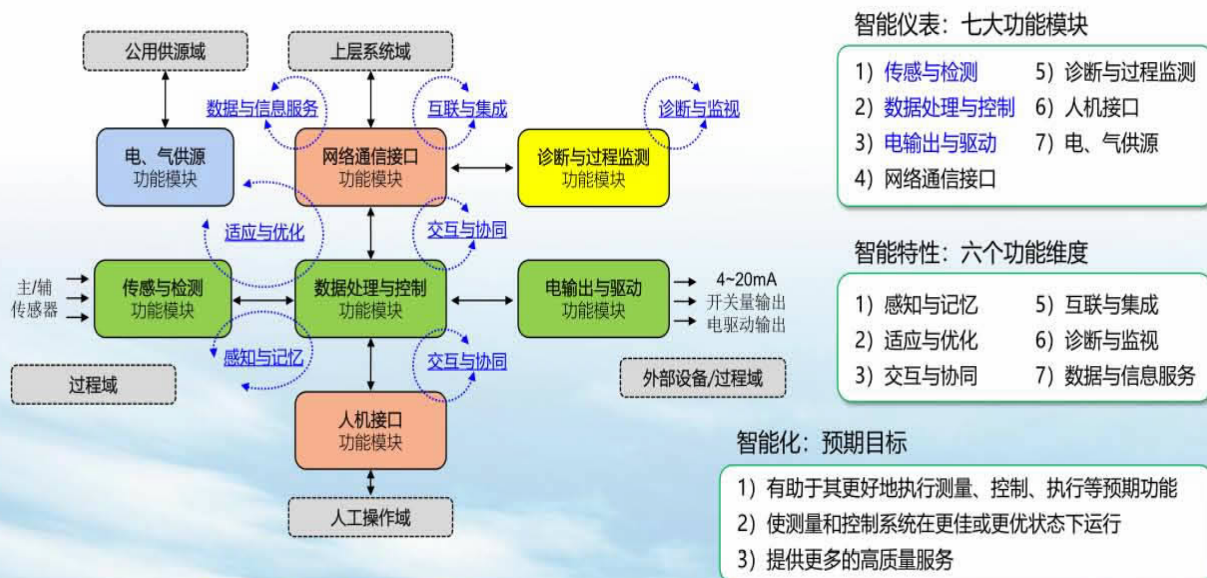 公用供源域
上层系统域
数据与信息服务
互联与集成
诊断与监视
电、气供源
功能模块
网络通信接口
功能模块
诊断与过程监测
功能模块
适应与优化
交互与协同
主/辅
传感器
传感与检测
功能模块
数据处理与控制
功能模块
电输出与驱动
功能模块
4~20mA
开关量输出
电驱动输出
感知与记忆
交互与协同
过程域
外部设备/过程域
人机接口
功能模块
人工操作域
智能仪表：七大功能模块
1）传感与检测
2）数据处理与控制
3）电输出与驱动
4）网络通信接口
5）诊断与过程监测
6）人机接口
7）电、气供源
智能特性：六个功能维度
1）感知与记忆
2）适应与优化
3）交互与协同
5）互联与集成
6）诊断与监视
7）数据与信息服务
智能化：预期目标
1）有助于其更好地执行测量、控制、执行等预期功能
2）使测量和控制系统在更佳或更优状态下运行
3）提供更多的高质量服务